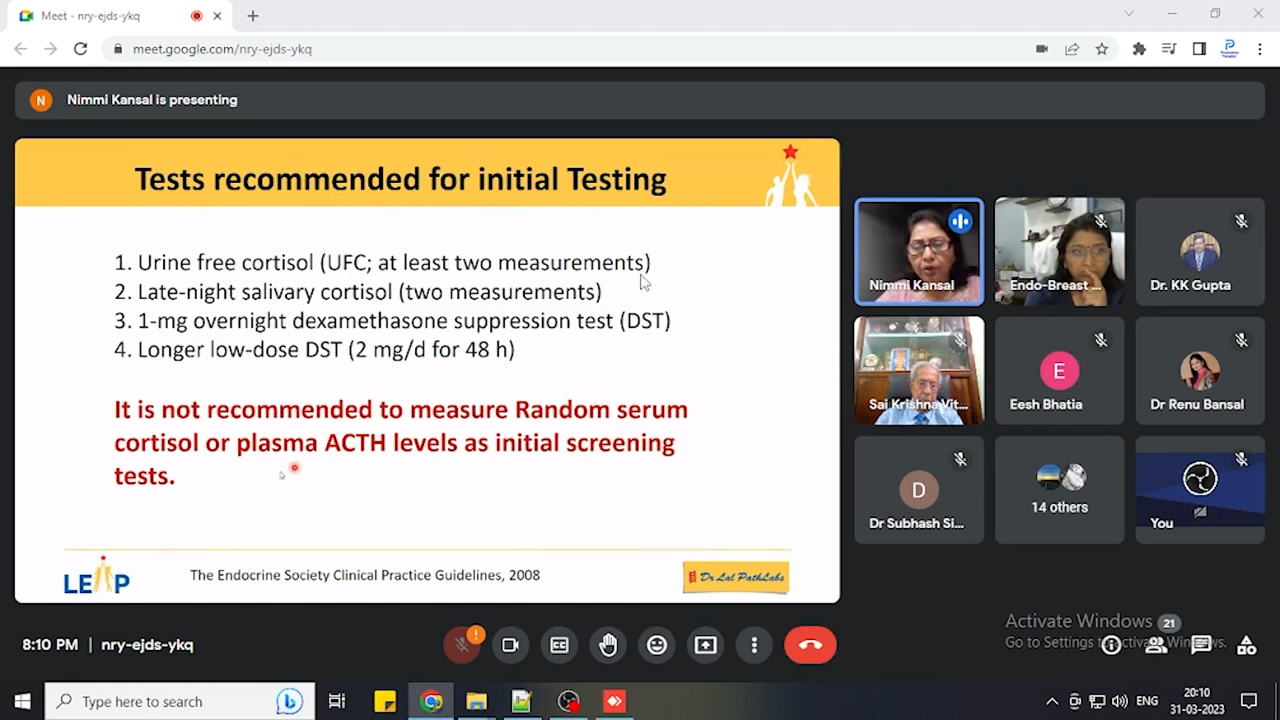 Meet - nry-ejds-ykq
meet.google.com/nry-ejds-ykq
N
Nimmi Kansal is presenting
Tests recommended for initial Testing
1. Urine free cortisol (UFC; at least two measurements)
2. Late-night salivary cortisol (two measurements)
3. 1-mg overnight dexamethasone suppression test (DST)
4. Longer low-dose DST (2 mg/d for 48 h)
It is not recommended to measure Random serum
cortisol or plasma ACTH levels as initial screening
tests.
LEAP
The Endocrine Society Clinical Practice Guidelines, 2008
Dr Lal PathLabs
Nimmi Kansal
Endo-Breast ...
Dr. KK Gupta
Sai Krishna Vit...
E
Eesh Bhatia
Dr Renu Bansal
D
Dr Subhash Si...
14 others
You
Activate Windows
Go to Settings to activate Windows.
21
8:10 PM | nry-ejds-ykq
Type here to search
ENG
20:10
31-03-2023